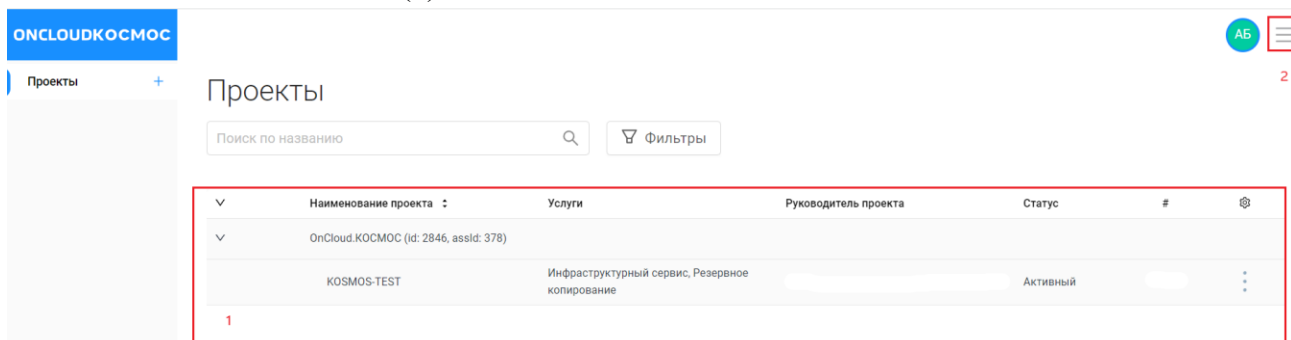 ONCLOUDКОСМОС
АБ
2
Проекты +
Проекты
Поиск по названию
Фильтры
Наименование проекта Услуги Руководитель проекта Статус #
OnCloud.КОСМОС (id: 2846, assId: 378)
KOSMOS-TEST Инфраструктурный сервис, Резервное Активный
копирование
1